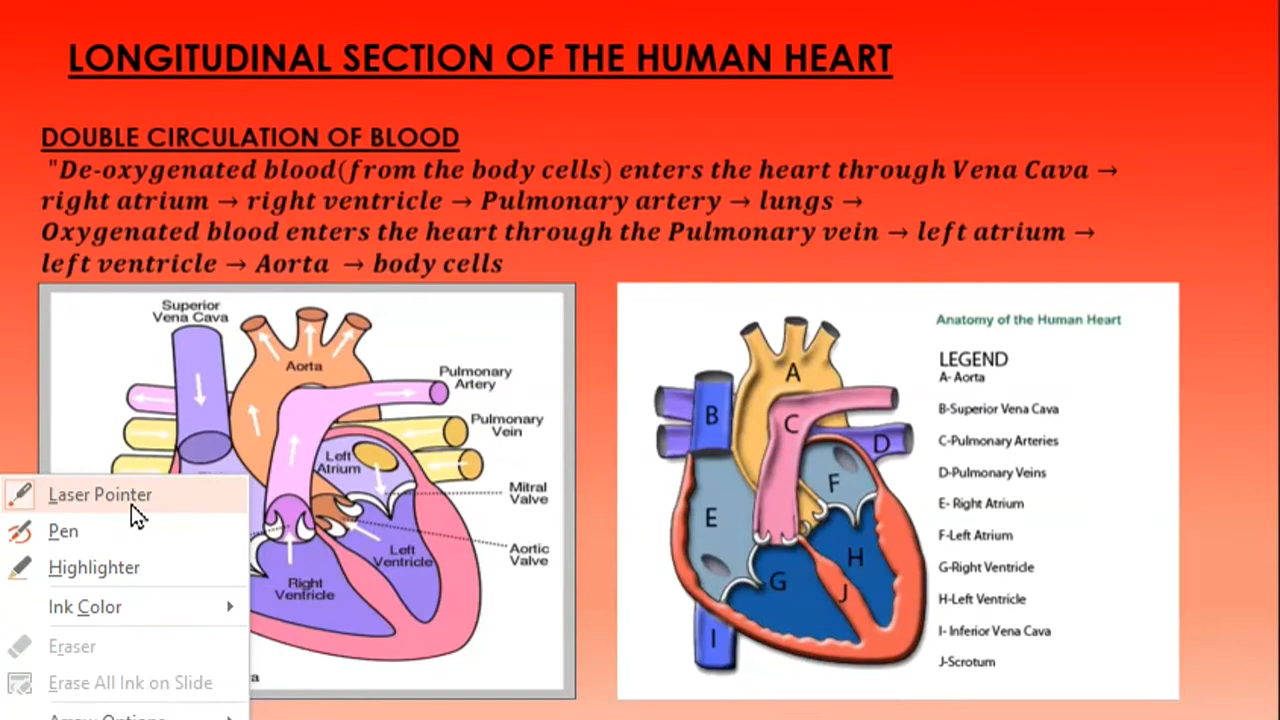 LONGITUDINAL SECTION OF THE HUMAN HEART
DOUBLE CIRCULATION OF BLOOD
"De-oxygenated blood(from the body cells) enters the heart through Vena Cava →
right atrium → right ventricle → Pulmonary artery → lungs →
Oxygenated blood enters the heart through the Pulmonary vein → left atrium →
left ventricle → Aorta → body cells
Superior
Vena Cava
Aorta
Pulmonary
Artery
Pulmonary
Vein
Left
Atrium
Mitral
Valve
Aortic
Valve
Left
Ventricle
Right
Ventricle
Laser Pointer
Pen
Highlighter
Ink Color
Eraser
Erase All Ink on Slide
Arrow Options
Anatomy of the Human Heart
LEGEND
A- Aorta
B-Superior Vena Cava
C-Pulmonary Arteries
D-Pulmonary Veins
E- Right Atrium
F-Left Atrium
G-Right Ventricle
H-Left Ventricle
I- Inferior Vena Cava
J-Scrotum
A
B
C
D
E
F
G
H
I
J